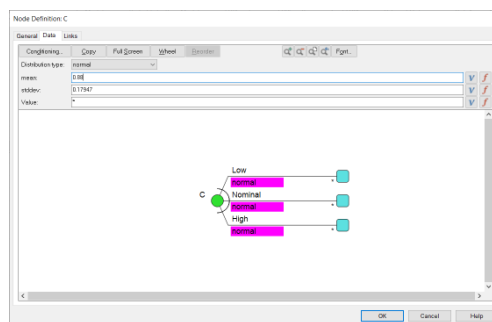 Node Definition: C
General Data Links
Conditioning... Copy Full Screen Wheel Reorder Font...
Distribution type: normal
mean: 0.88
stddev: 0.17947 
Value: *
Low
normal *
C Nominal
normal *
High
normal *
OK Cancel Help